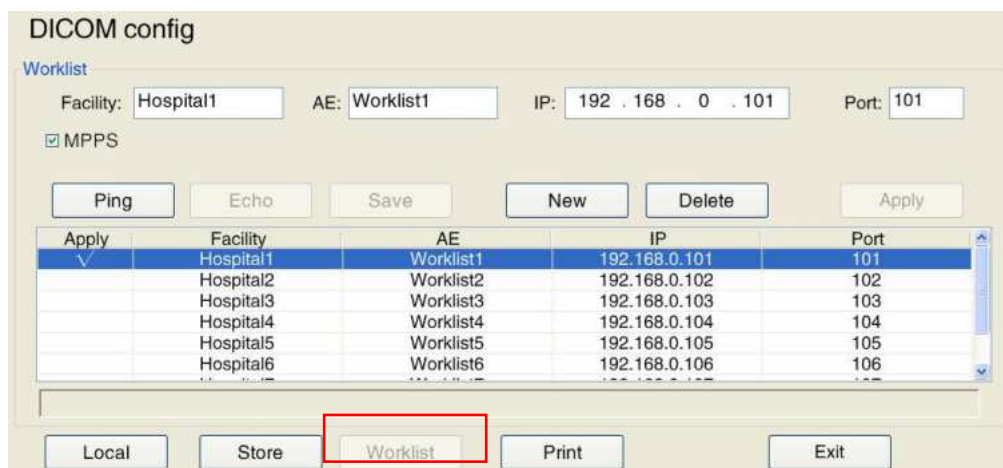 DICOM config
Worklist
Facility: Hospital1 AE: Worklist1 IP: 192 . 168 . 0 . 101 Port: 101
MPPS
Ping Echo Save New Delete Apply
Apply Facility AE IP Port
√ Hospital1 Worklist1 192.168.0.101 101
Hospital2 Worklist2 192.168.0.102 102
Hospital3 Worklist3 192.168.0.103 103
Hospital4 Worklist4 192.168.0.104 104
Hospital5 Worklist5 192.168.0.105 105
Hospital6 Worklist6 192.168.0.106 106
Local Store Worklist Print Exit